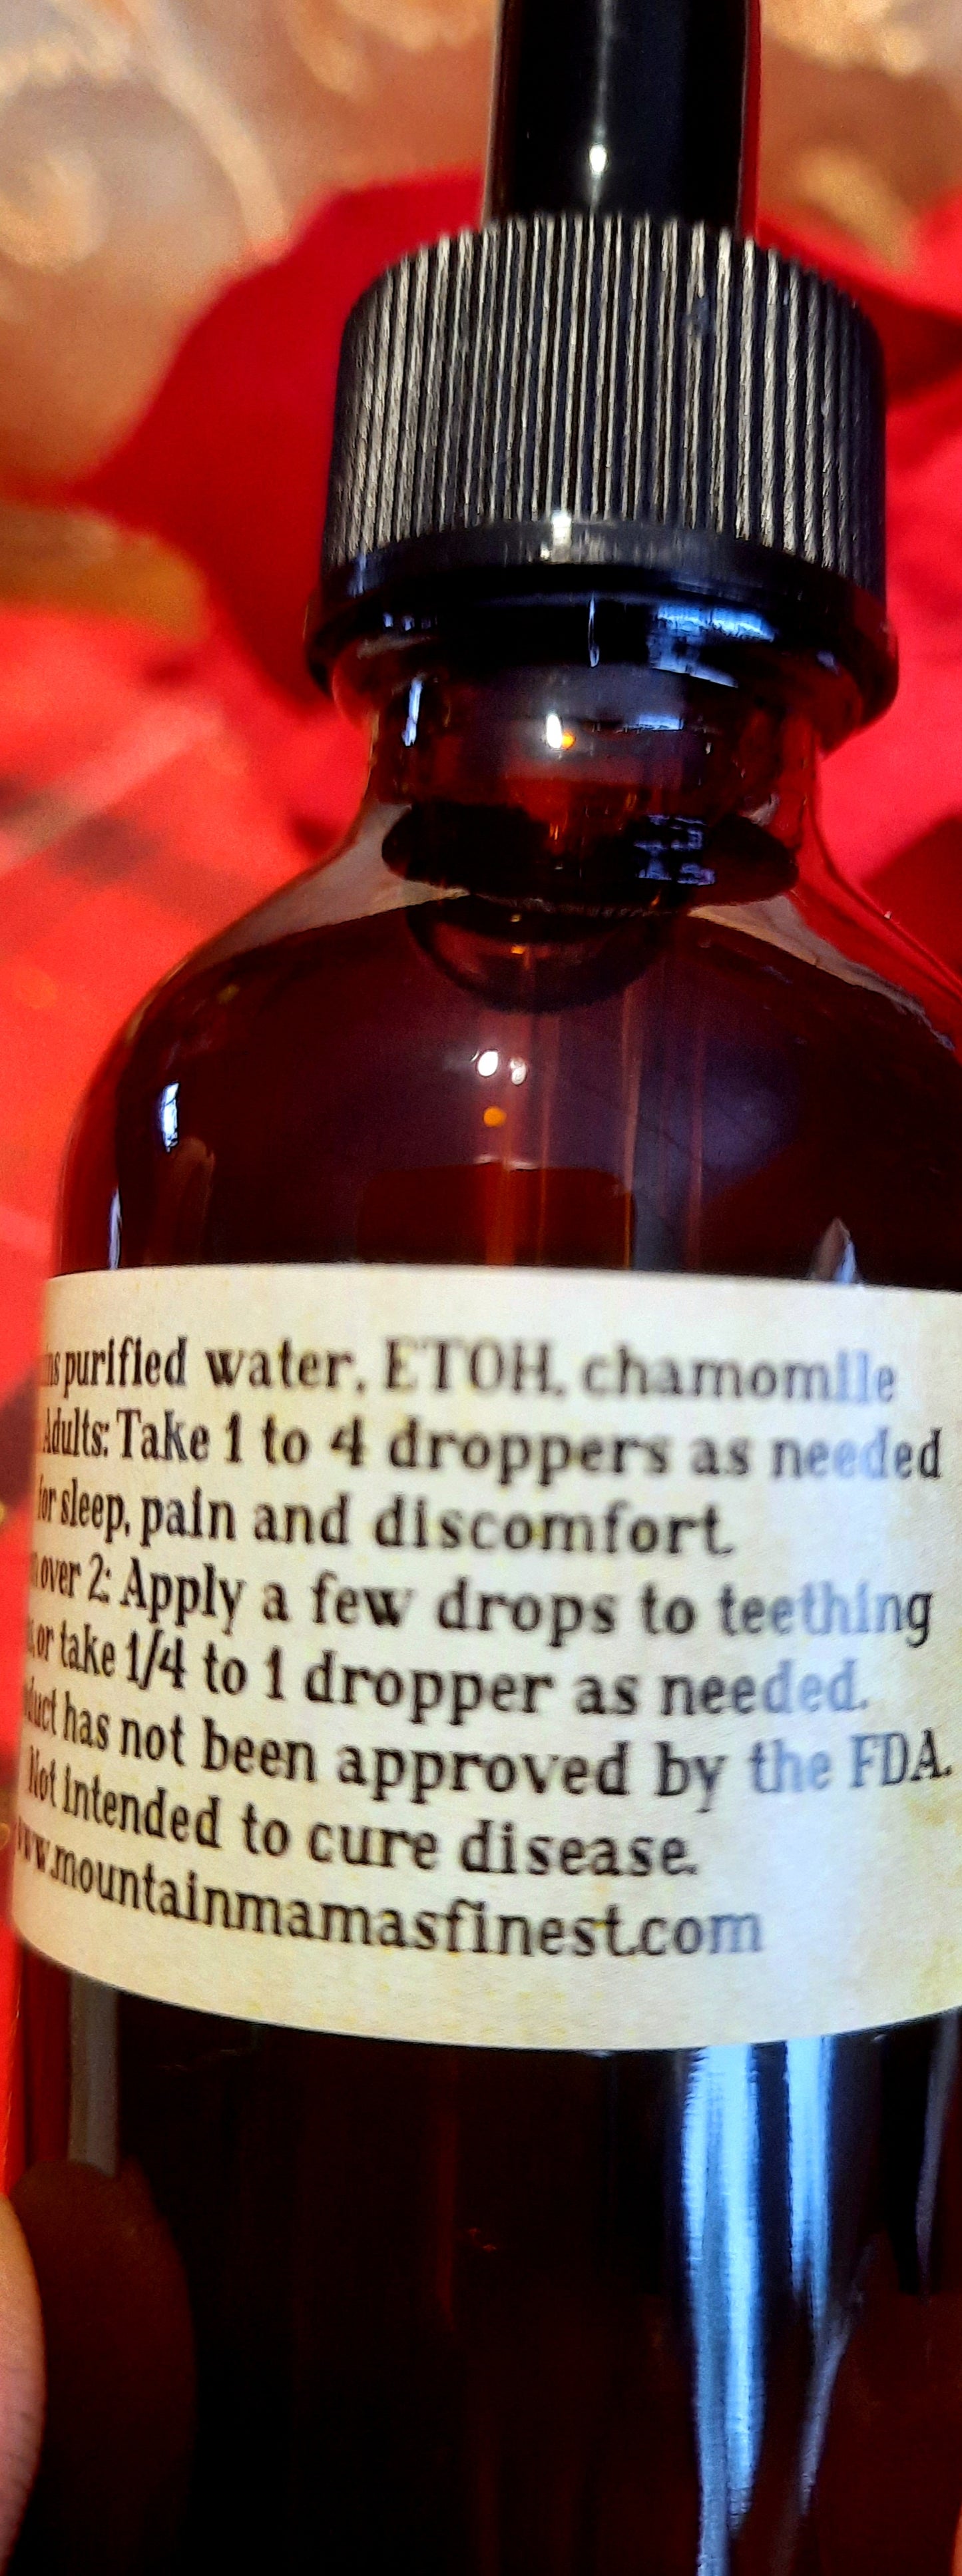 purified water, ETOH, chamomile
Adults: Take 1 to 4 droppers as needed
for sleep, pain and discomfort.
over 2: Apply a few drops to teething
or take 1/4 to 1 dropper as needed.
has not been approved by the FDA.
Not intended to cure disease.
www.mountainmamasfinest.com